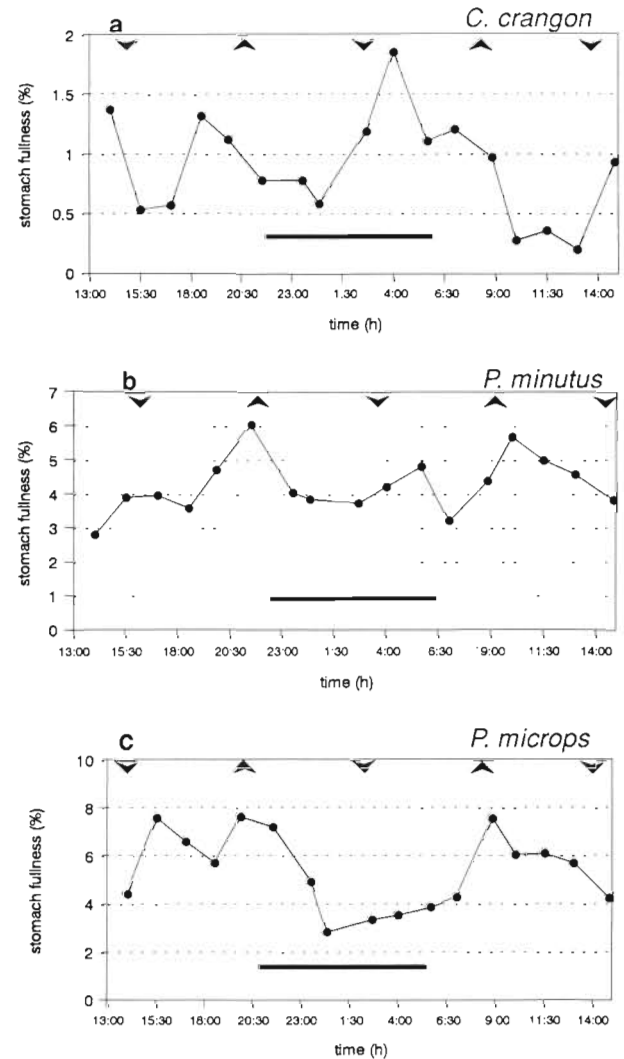 a C. crangon
2
1.5
1
0.5
0
stomach fullness (%)
13:00 15:30 18:00 20:30 23:00 1.30 4:00 6:30 9:00 11:30 14:00
time (h)
b P. minutus
7
6
5
4
3
2
1
0
stomach fullness (%)
13:00 15:30 18:00 20:30 23:00 1:30 4:00 6:30 9:00 11:30 14:00
time (h)
c P. microps
10
8
6
4
2
0
stomach fullness (%)
13:00 15:30 18:00 20:30 23:00 1:30 4:00 6:30 9 00 11:30 14:00
time (h)